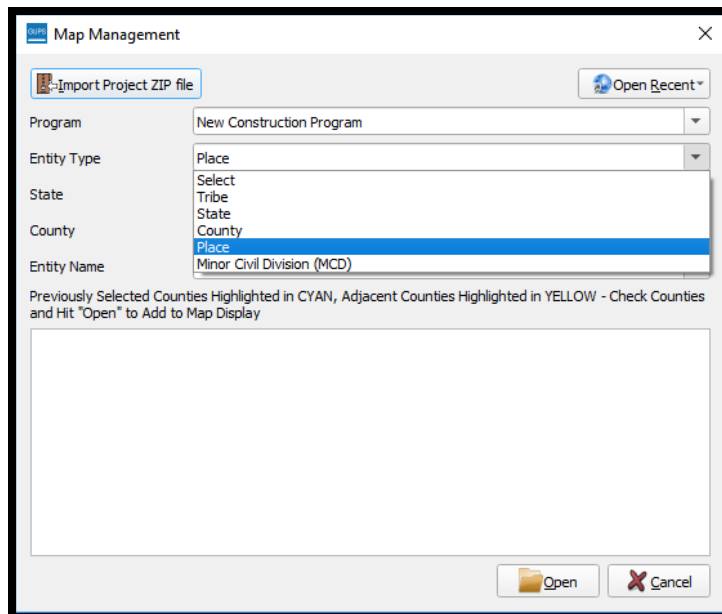 GUPS Map Management
Import Project ZIP file
Open Recent
Program
New Construction Program
Entity Type
Place
Select
Tribe
State
County
Place
Minor Civil Division (MCD)
State
County
Entity Name
Previously Selected Counties Highlighted in CYAN, Adjacent Counties Highlighted in YELLOW - Check Counties
and Hit "Open" to Add to Map Display
Open
Cancel